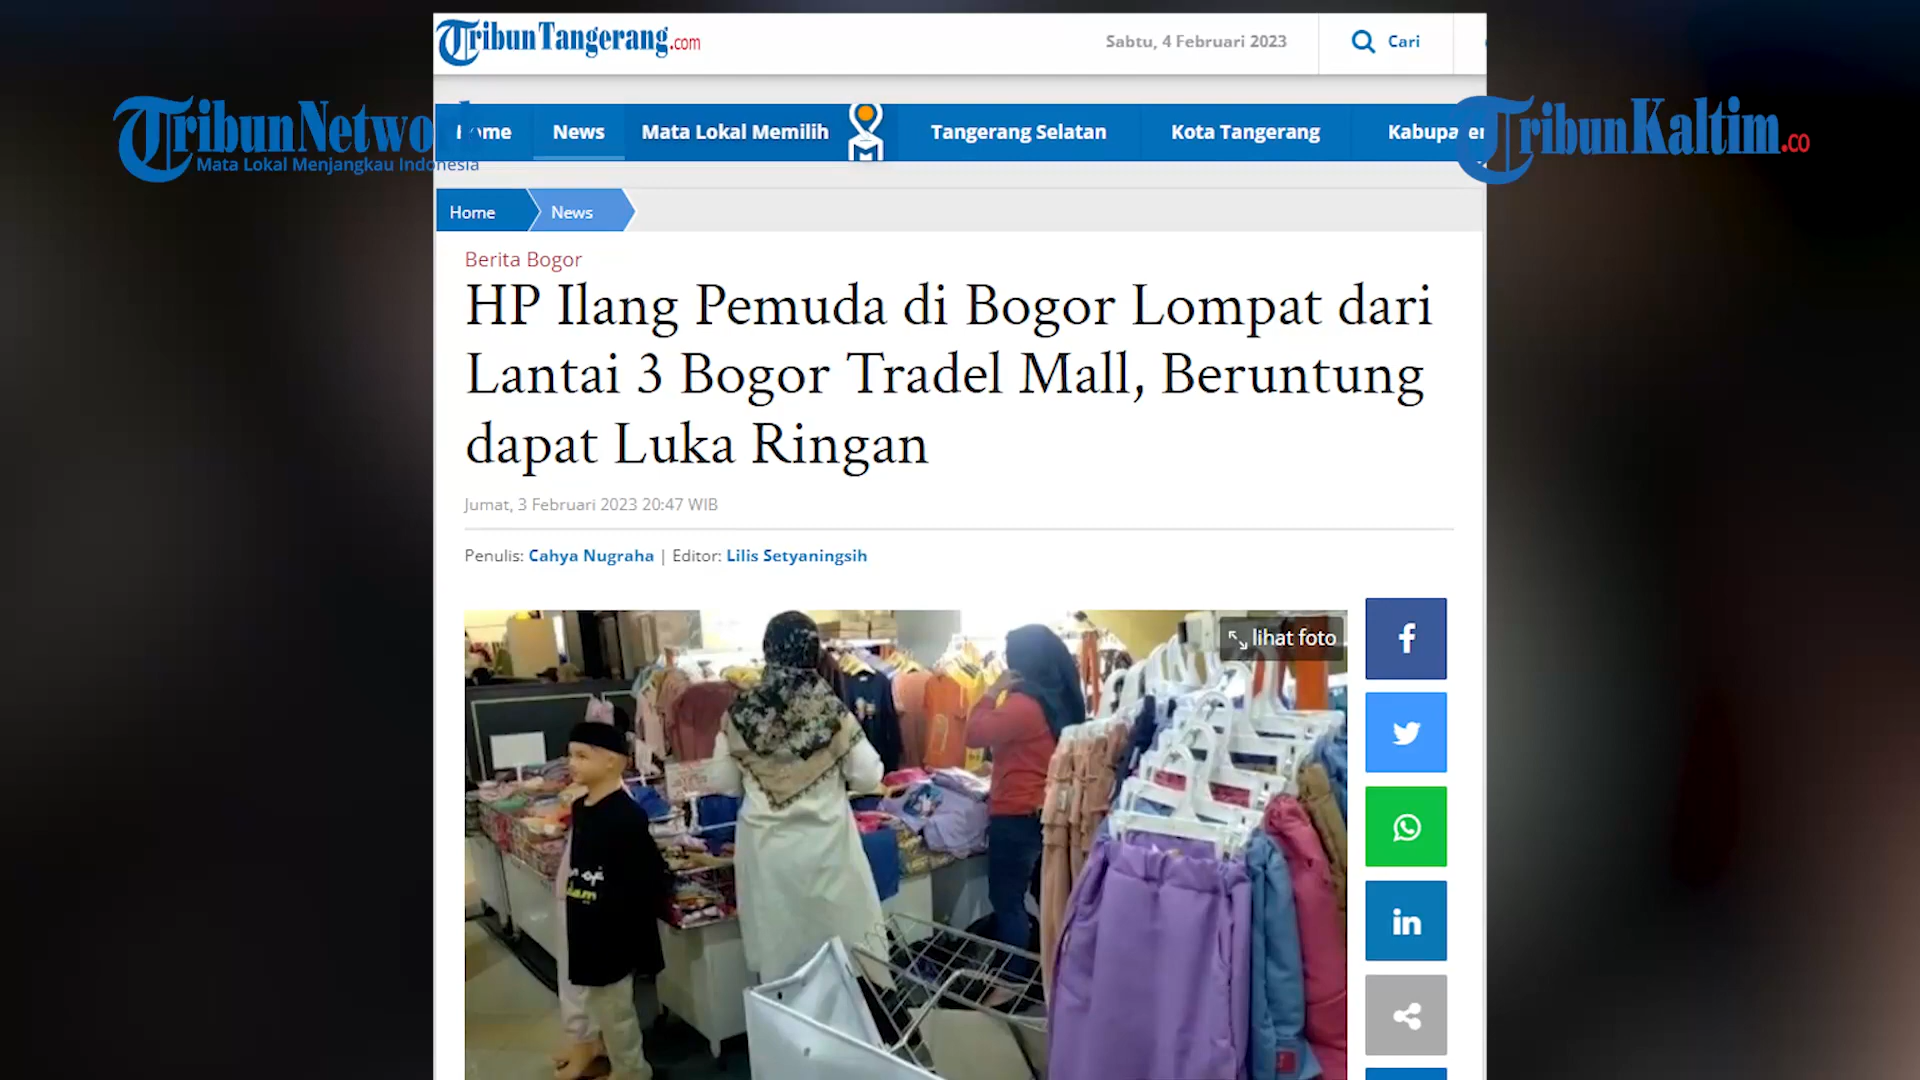 TribunTangerang.com
Sabtu, 4 Februari 2023
Cari
TribunNetwork
Mata Lokal Menjangkau Indonesia
Home
News
Mata Lokal Memilih
Tangerang Selatan
Kota Tangerang
TribunKaltim.co
Home
News
Berita Bogor
HP Ilang Pemuda di Bogor Lompat dari
Lantai 3 Bogor Tradel Mall, Beruntung
dapat Luka Ringan
Jumat, 3 Februari 2023 20:47 WIB
Penulis: Cahya Nugraha | Editor: Lilis Setyaningsih
lihat foto